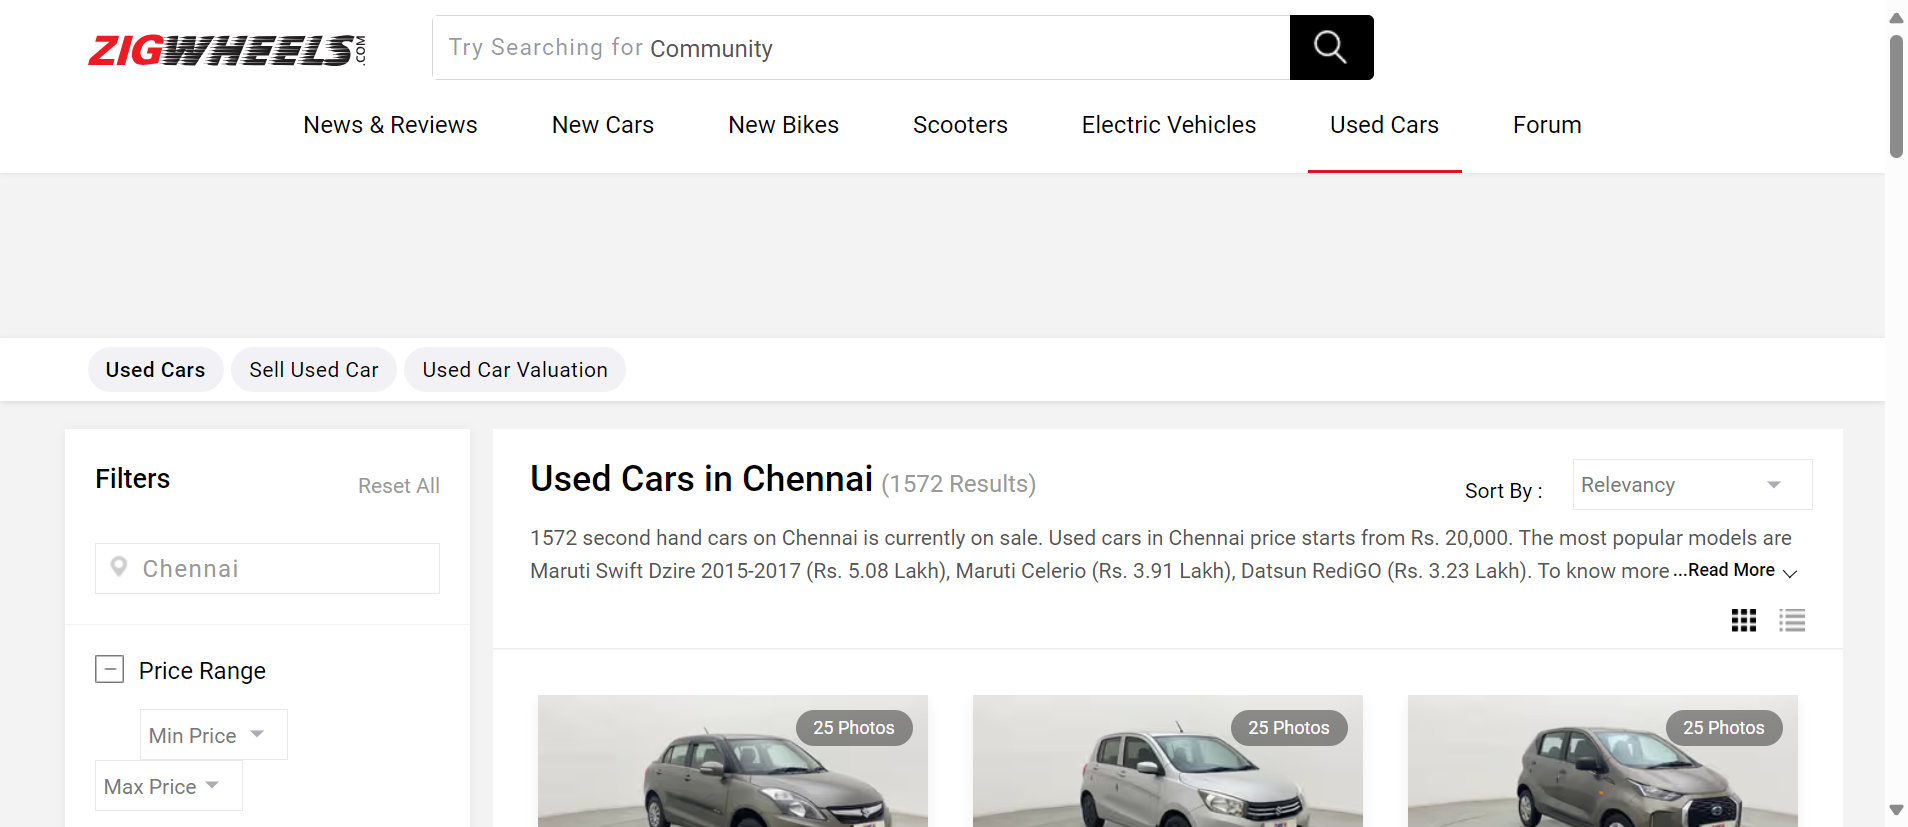 ZIGWHEELS.COM
Try Searching for Community
News & Reviews New Cars New Bikes Scooters Electric Vehicles Used Cars Forum
Used Cars Sell Used Car Used Car Valuation
Filters
Reset All
Chennai
Price Range
Min Price
Max Price
Used Cars in Chennai (1572 Results)
Sort By : Relevancy
1572 second hand cars on Chennai is currently on sale. Used cars in Chennai price starts from Rs. 20,000. The most popular models are
Maruti Swift Dzire 2015-2017 (Rs. 5.08 Lakh), Maruti Celerio (Rs. 3.91 Lakh), Datsun RediGO (Rs. 3.23 Lakh). To know more ...Read More
25 Photos 25 Photos 25 Photos